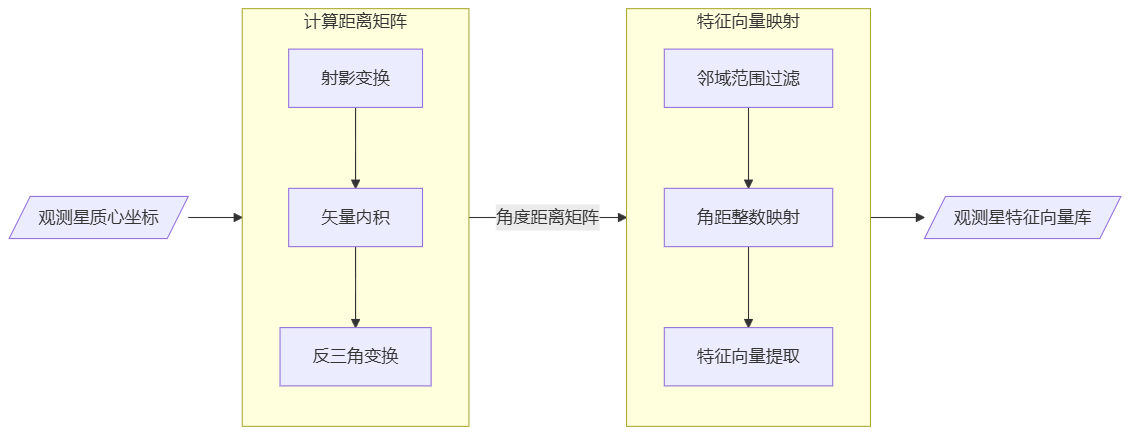 观测星质心坐标
计算距离矩阵
射影变换
矢量内积
反三角变换
角度距离矩阵
特征向量映射
邻域范围过滤
角距整数映射
特征向量提取
观测星特征向量库